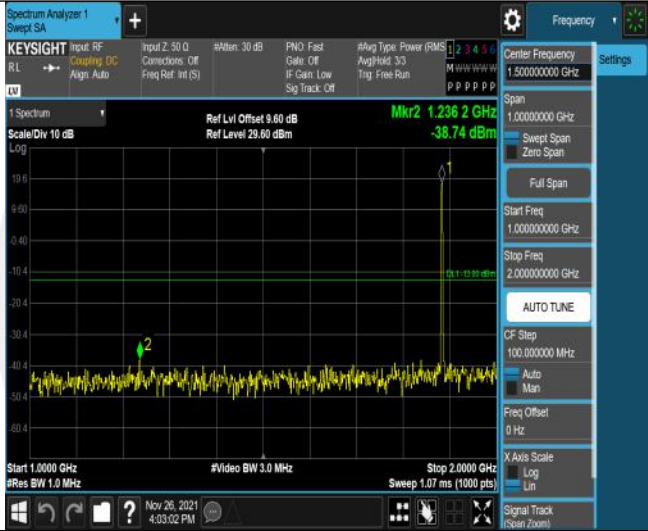 Spectrum Analyzer 1
Swept SA
+
Frequency
KEYSIGHT Input: RF Input Z: 50 Ω #Atten: 30 dB PNO: Fast #Avg Type: Power (RMS 1 2 3 4 5 6
RL Coupling: DC Corrections: Off Gate: Off Avg|Hold: 3/3 M W W W W W
Align: Auto Freq Ref: Int (S) IF Gain: Low Trig: Free Run
LV Sig Track: Off P P P P P P
1 Spectrum Ref Lvl Offset 9.60 dB Mkr2 1.236 2 GHz
Scale/Div 10 dB Ref Level 29.60 dBm -38.74 dBm
Log
1
19.6
9.60
-0.40
-10.4
DL1 -13.00 dBm
-20.4
-30.4
2
-40.4
-50.4
-60.4
Start 1.0000 GHz #Video BW 3.0 MHz Stop 2.0000 GHz
#Res BW 1.0 MHz Sweep 1.07 ms (1000 pts)
? Nov 26, 2021
4:03:02 PM
Center Frequency
1.500000000 GHz
Settings
Span
1.00000000 GHz
Swept Span
Zero Span
Full Span
Start Freq
1.000000000 GHz
Stop Freq
2.000000000 GHz
AUTO TUNE
CF Step
100.000000 MHz
Auto
Man
Freq Offset
0 Hz
X Axis Scale
Log
Lin
Signal Track
(Span Zoom)